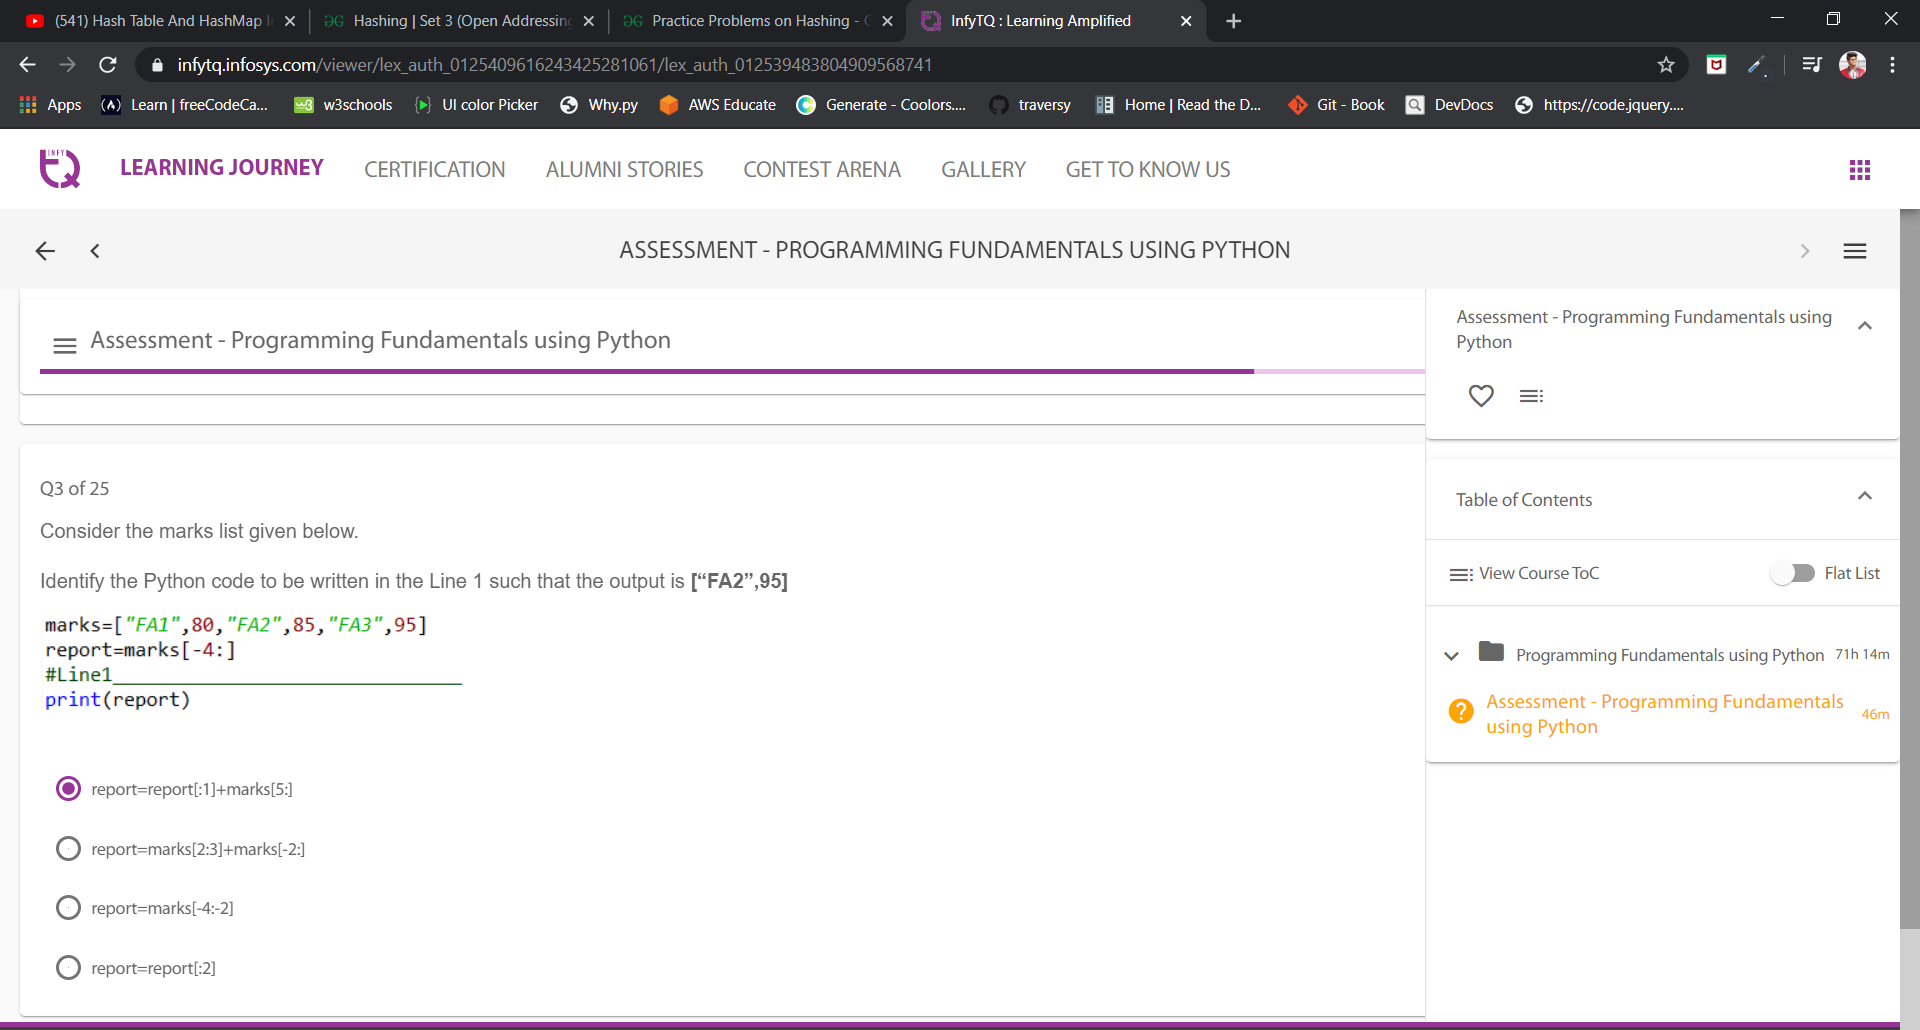 (541) Hash Table And HashMap
Hashing | Set 3 (Open Addressing
Practice Problems on Hashing -
InfyTQ : Learning Amplified
infytq.infosys.com/viewer/lex_auth_0125409616243425281061/lex_auth_012539483804909568741
Apps
Learn | freeCodeCa...
w3schools
UI color Picker
Why.py
AWS Educate
Generate - Coolors....
traversy
Home | Read the D...
Git - Book
DevDocs
https://code.jquery....
INFY TQ
LEARNING JOURNEY
CERTIFICATION
ALUMNI STORIES
CONTEST ARENA
GALLERY
GET TO KNOW US
ASSESSMENT - PROGRAMMING FUNDAMENTALS USING PYTHON
Assessment - Programming Fundamentals using Python
Q3 of 25
Consider the marks list given below.
Identify the Python code to be written in the Line 1 such that the output is [“FA2”,95]
marks=["FA1",80,"FA2",85,"FA3",95]
report=marks[-4:]
#Line1_______________________________
print(report)
report=report[:1]+marks[5:]
report=marks[2:3]+marks[-2:]
report=marks[-4:-2]
report=report[:2]
Assessment - Programming Fundamentals using
Python
Table of Contents
View Course ToC
Flat List
Programming Fundamentals using Python 71h 14m
Assessment - Programming Fundamentals
using Python
46m